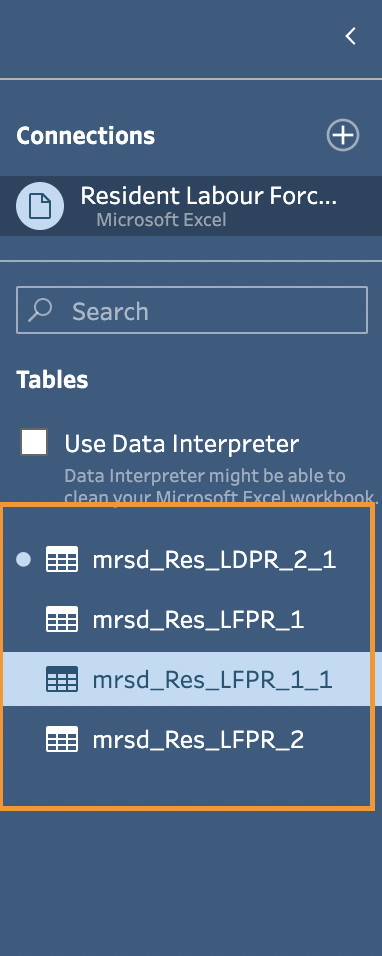 Connections
Resident Labour Forc...
Microsoft Excel
Search
Tables
Use Data Interpreter
Data Interpreter might be able to
clean your Microsoft Excel workbook.
mrsd_Res_LDPR_2_1
mrsd_Res_LFPR_1
mrsd_Res_LFPR_1_1
mrsd_Res_LFPR_2